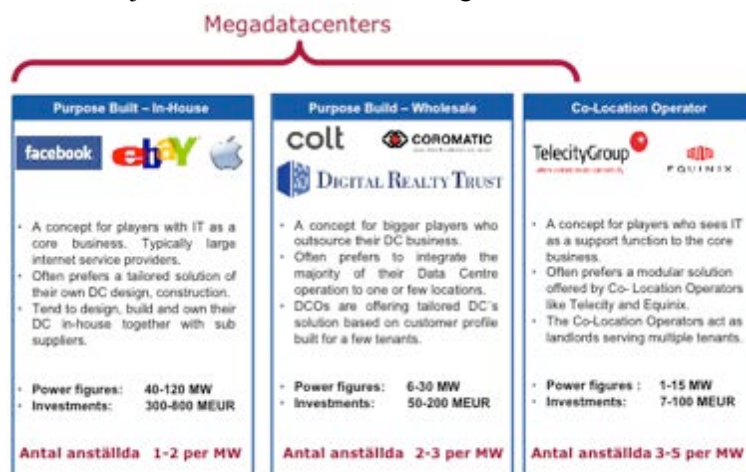 Megadatacenters
Purpose Built – In-House
facebook ebaY
A concept for players with IT as a
core business. Typically large
internet service providers.
Often prefers a tailored solution of
their own DC design, construction.
Tend to design, build and own their
DC in-house together with sub
suppliers.
Power figures: 40-120 MW
Investments: 300-800 MEUR
Antal anställda 1-2 per MW
Purpose Build – Wholesale
colt COROMATIC
DIGITAL REALTY TRUST
A concept for bigger players who
outsource their DC business.
Often prefers to integrate the
majority of their Data Centre
operation to one or few locations.
DCOs are offering tailored DC´s
solution based on customer profile
built for a few tenants.
Power figures: 6-30 MW
Investments: 50-200 MEUR
Antal anställda 2-3 per MW
Co-Location Operator
TelecityGroup EQUINIX
A concept for players who sees IT
as a support function to the core
business.
Often prefers a modular solution
offered by Co- Location Operators
like Telecity and Equinix.
The Co-Location Operators act as
landlords serving multiple tenants.
Power figures : 1-15 MW
Investments: 7-100 MEUR
Antal anställda 3-5 per MW